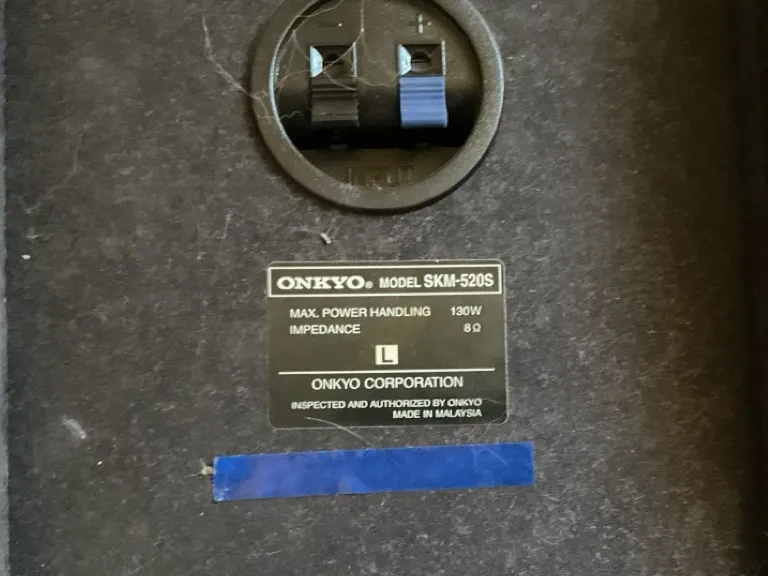 +
INPUT
ONKYO® MODEL SKM-520S
MAX. POWER HANDLING 130W
IMPEDANCE 8Ω
L
ONKYO CORPORATION
INSPECTED AND AUTHORIZED BY ONKYO
MADE IN MALAYSIA